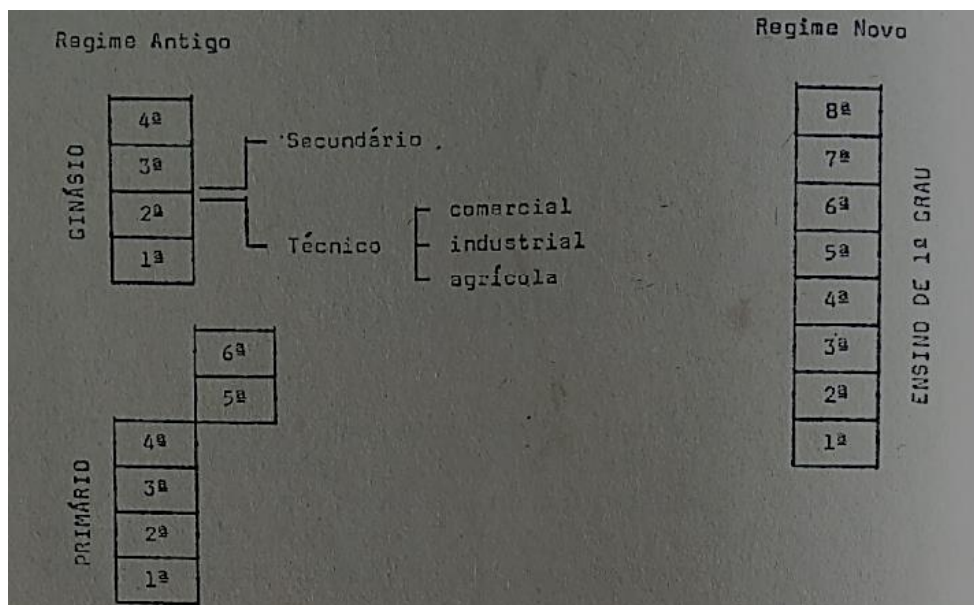 Regime Antigo
GINÁSIO
4ª
3ª
2ª
1ª
Secundário
Técnico
comercial
industrial
agrícola
6ª
5ª
PRIMÁRIO
4ª
3ª
2ª
1ª
Regime Novo
8ª
7ª
6ª
5ª
4ª
3ª
2ª
1ª
ENSINO DE 1º GRAU